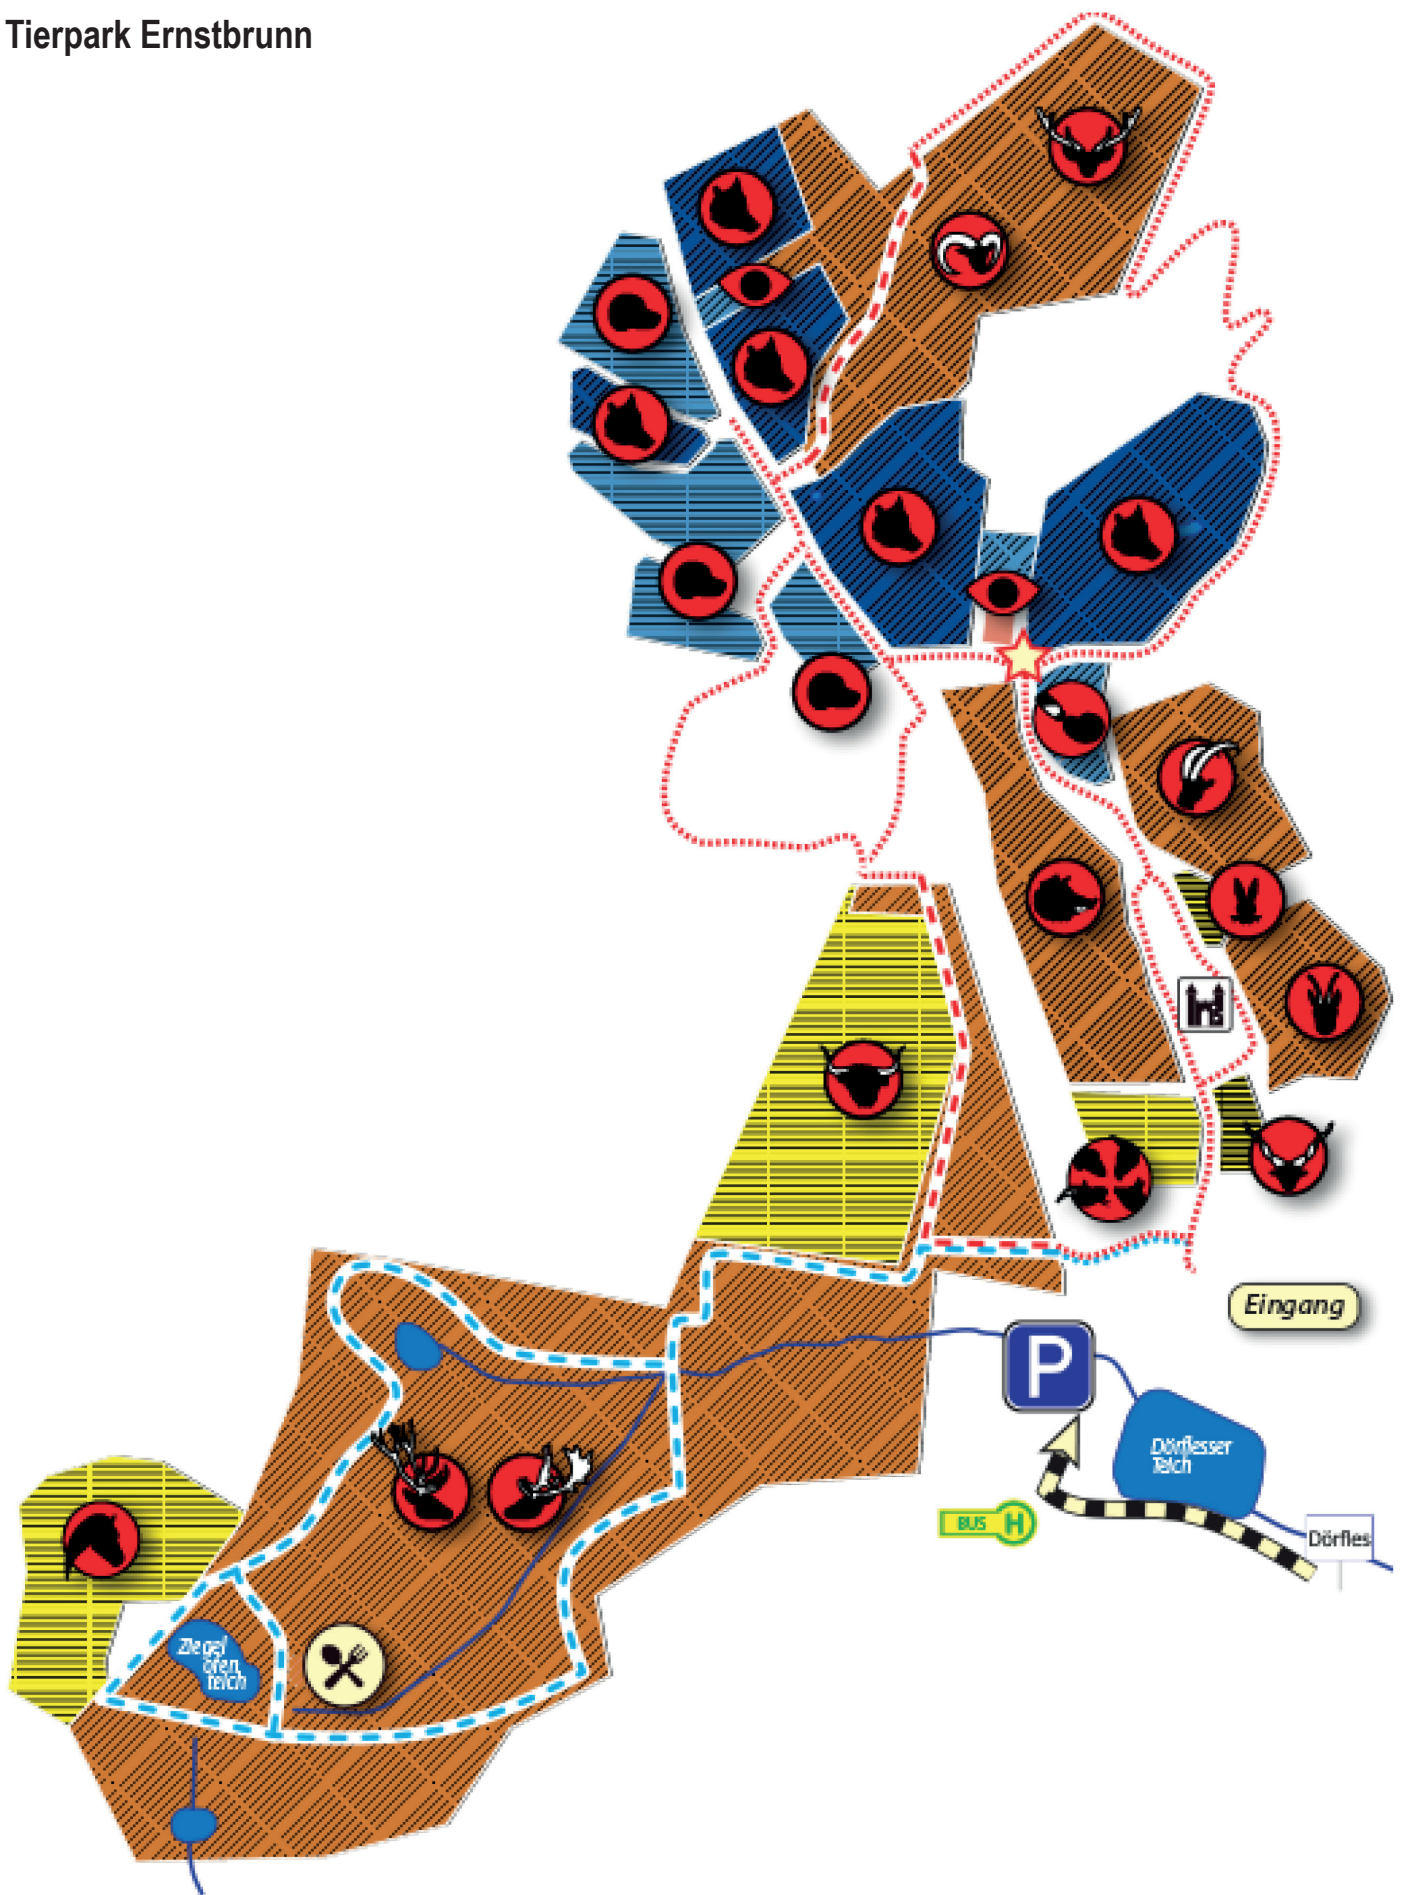 Tierpark Ernstbrunn
Eingang
P
Dörflesser
Teich
BUS H
Dörfles
Ziegel
ofen
teich